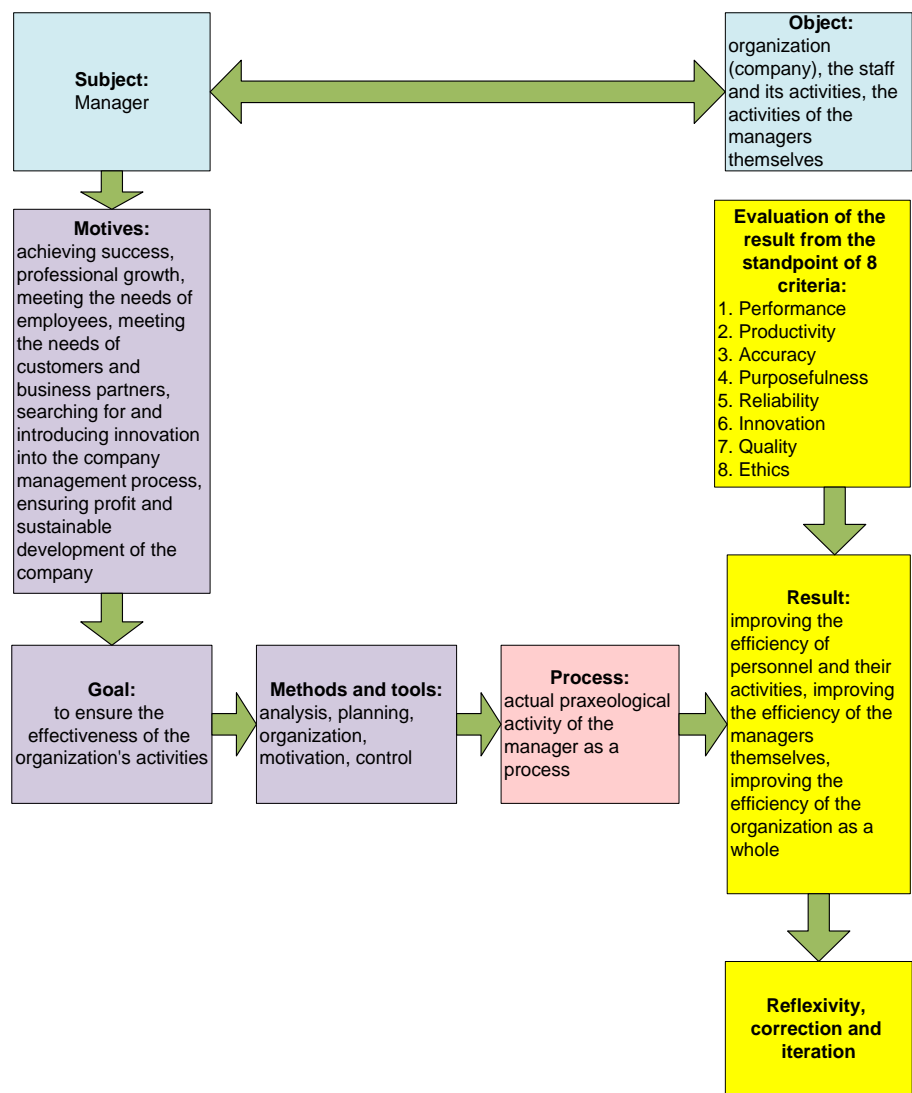 Subject:
Manager
Object:
organization
(company), the staff
and its activities, the
activities of the
managers
themselves
Motives:
achieving success,
professional growth,
meeting the needs of
employees, meeting
the needs of
customers and
business partners,
searching for and
introducing innovation
into the company
management process,
ensuring profit and
sustainable
development of the
company
Evaluation of the
result from the
standpoint of 8
criteria:
1. Performance
2. Productivity
3. Accuracy
4. Purposefulness
5. Reliability
6. Innovation
7. Quality
8. Ethics
Goal:
to ensure the
effectiveness of the
organization's activities
Methods and tools:
analysis, planning,
organization,
motivation, control
Process:
actual praxeological
activity of the
manager as a
process
Result:
improving the
efficiency of
personnel and their
activities, improving
the efficiency of the
managers
themselves,
improving the
efficiency of the
organization as a
whole
Reflexivity,
correction and
iteration